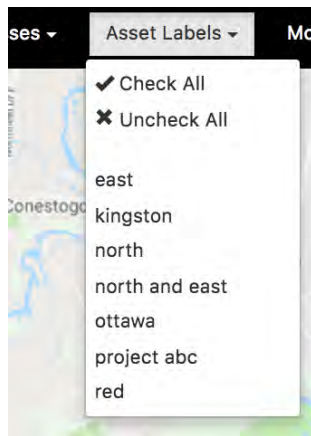 ses
Asset Labels
Mo
Check All
Uncheck All
east
Conestogo
kingston
north
north and east
ottawa
project abc
red